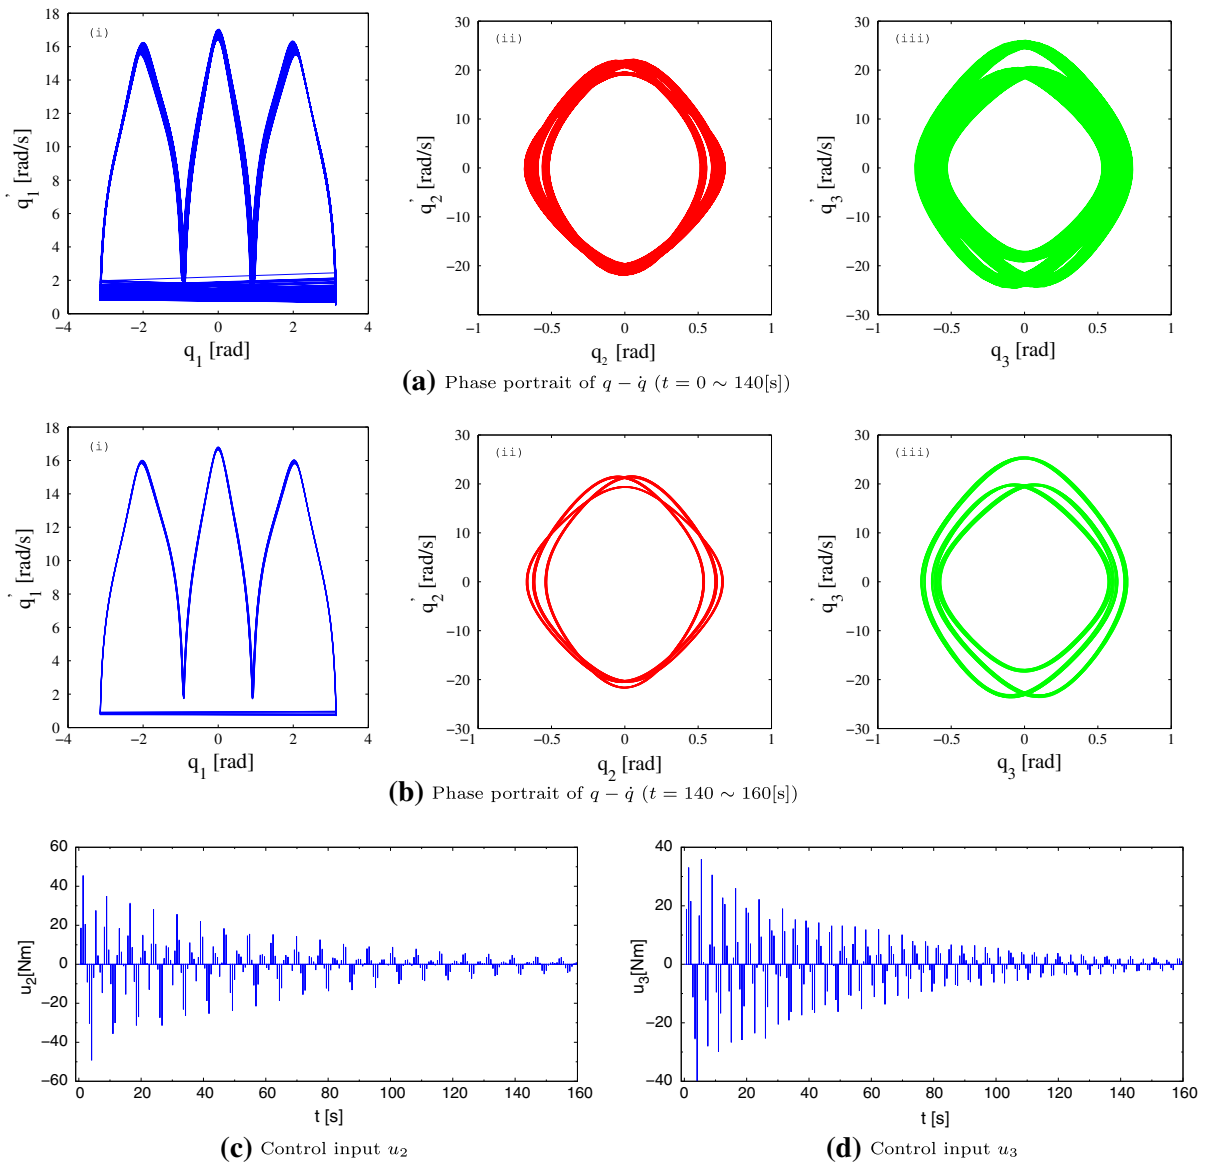 (i)
18
16
14
12
10
8
6
4
2
0
q̇1 [rad/s]
−4 −2 0 2 4
q1 [rad]
(ii)
30
20
10
0
−10
−20
−30
q̇2 [rad/s]
−1 −0.5 0 0.5 1
q2 [rad]
(iii)
30
20
10
0
−10
−20
−30
q̇3 [rad/s]
−1 −0.5 0 0.5 1
q3 [rad]
(a) Phase portrait of q − q̇ (t = 0 ∼ 140[s])
(i)
18
16
14
12
10
8
6
4
2
0
q̇1 [rad/s]
−4 −2 0 2 4
q1 [rad]
(ii)
30
20
10
0
−10
−20
−30
q̇2 [rad/s]
−1 −0.5 0 0.5 1
q2 [rad]
(iii)
30
20
10
0
−10
−20
−30
q̇3 [rad/s]
−1 −0.5 0 0.5 1
q3 [rad]
(b) Phase portrait of q − q̇ (t = 140 ∼ 160[s])
60
40
20
0
−20
−40
−60
u2[Nm]
0 20 40 60 80 100 120 140 160
t [s]
(c) Control input u2
40
20
0
−20
−40
u3[Nm]
0 20 40 60 80 100 120 140 160
t [s]
(d) Control input u3